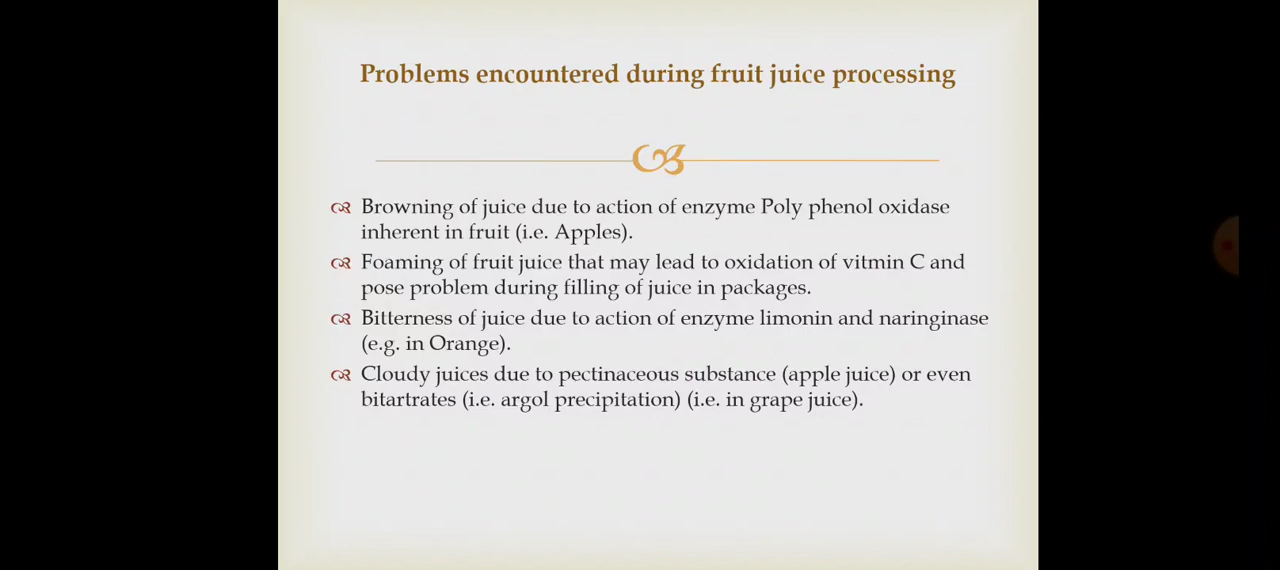 Problems encountered during fruit juice processing
Browning of juice due to action of enzyme Poly phenol oxidase
inherent in fruit (i.e. Apples).
Foaming of fruit juice that may lead to oxidation of vitmin C and
pose problem during filling of juice in packages.
Bitterness of juice due to action of enzyme limonin and naringinase
(e.g. in Orange).
Cloudy juices due to pectinaceous substance (apple juice) or even
bitartrates (i.e. argol precipitation) (i.e. in grape juice).